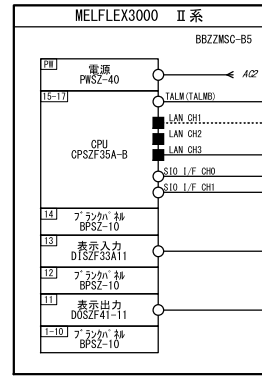 MELFLEX3000 Ⅱ系
BBZZMSC-B5
PW
電源
PWSZ-40
AC2
15-17
TALM(TALMB)
LAN CH1
LAN CH2
CPU
CPSZF35A-B
LAN CH3
SIO I/F CH0
SIO I/F CH1
14
ﾌﾞﾗﾝｸﾊﾟﾈﾙ
BPSZ-10
13
表示入力
DISZF33A11
12
ﾌﾞﾗﾝｸﾊﾟﾈﾙ
BPSZ-10
11
表示出力
DOSZF41-11
1-10
ﾌﾞﾗﾝｸﾊﾟﾈﾙ
BPSZ-10